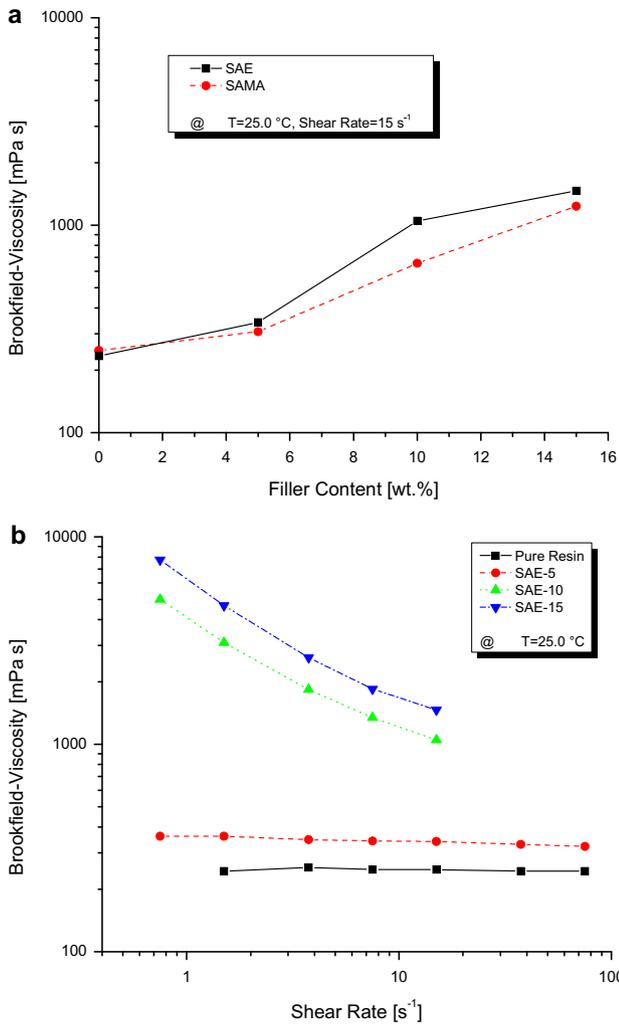 a
10000
1000
100
Brookfield-Viscosity [mPa s]
SAE
SAMA
@ T=25.0 °C, Shear Rate=15 s⁻¹
0 2 4 6 8 10 12 14 16
Filler Content [wt.%]
b
10000
1000
100
Brookfield-Viscosity [mPa s]
Pure Resin
SAE-5
SAE-10
SAE-15
@ T=25.0 °C
1 10 100
Shear Rate [s⁻¹]